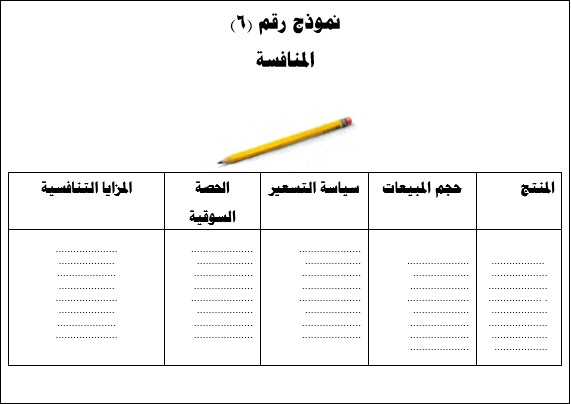 نموذج رقم (٦)
المنافسة
المنتج
حجم المبيعات
سياسة التسعير
الحصة
السوقية
المزايا التنافسية